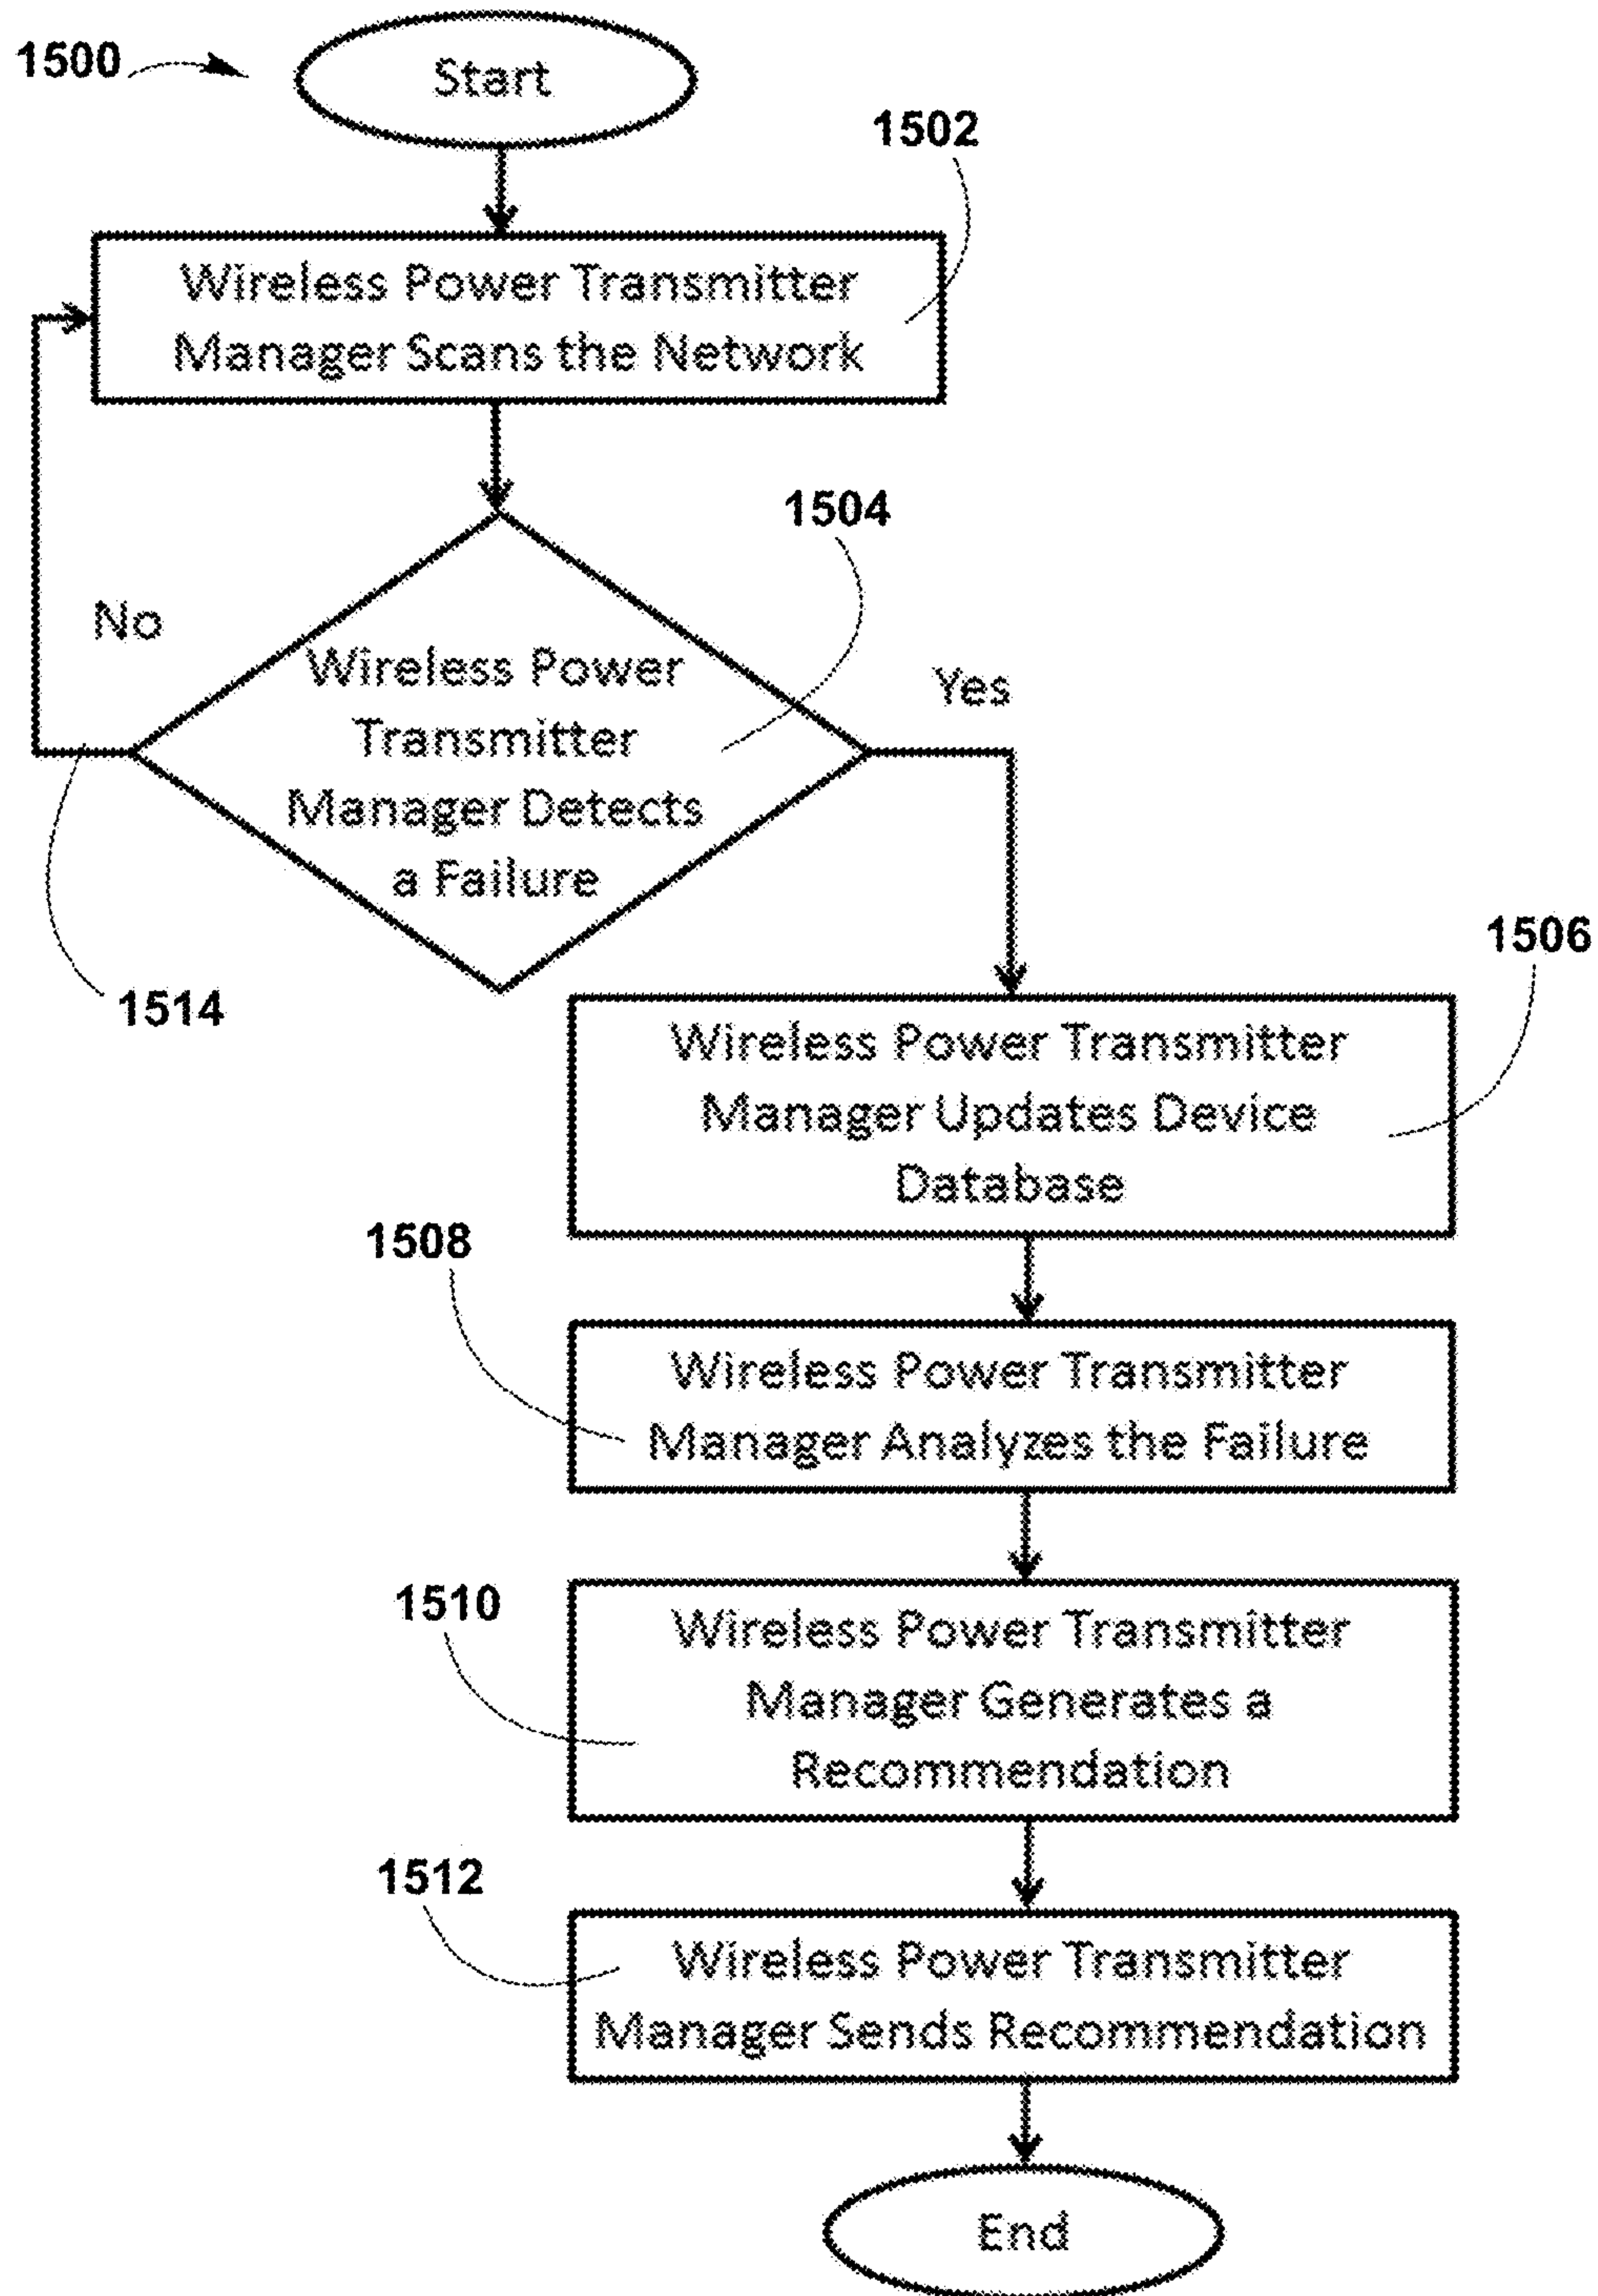 1500
Start
1502
Wireless Power Transmitter
Manager Scans the Network
1504
No
Wireless Power
Transmitter
Manager Detects
a Failure
Yes
1514
1506
Wireless Power Transmitter
Manager Updates Device
Database
1508
Wireless Power Transmitter
Manager Analyzes the Failure
1510
Wireless Power Transmitter
Manager Generates a
Recommendation
1512
Wireless Power Transmitter
Manager Sends Recommendation
End